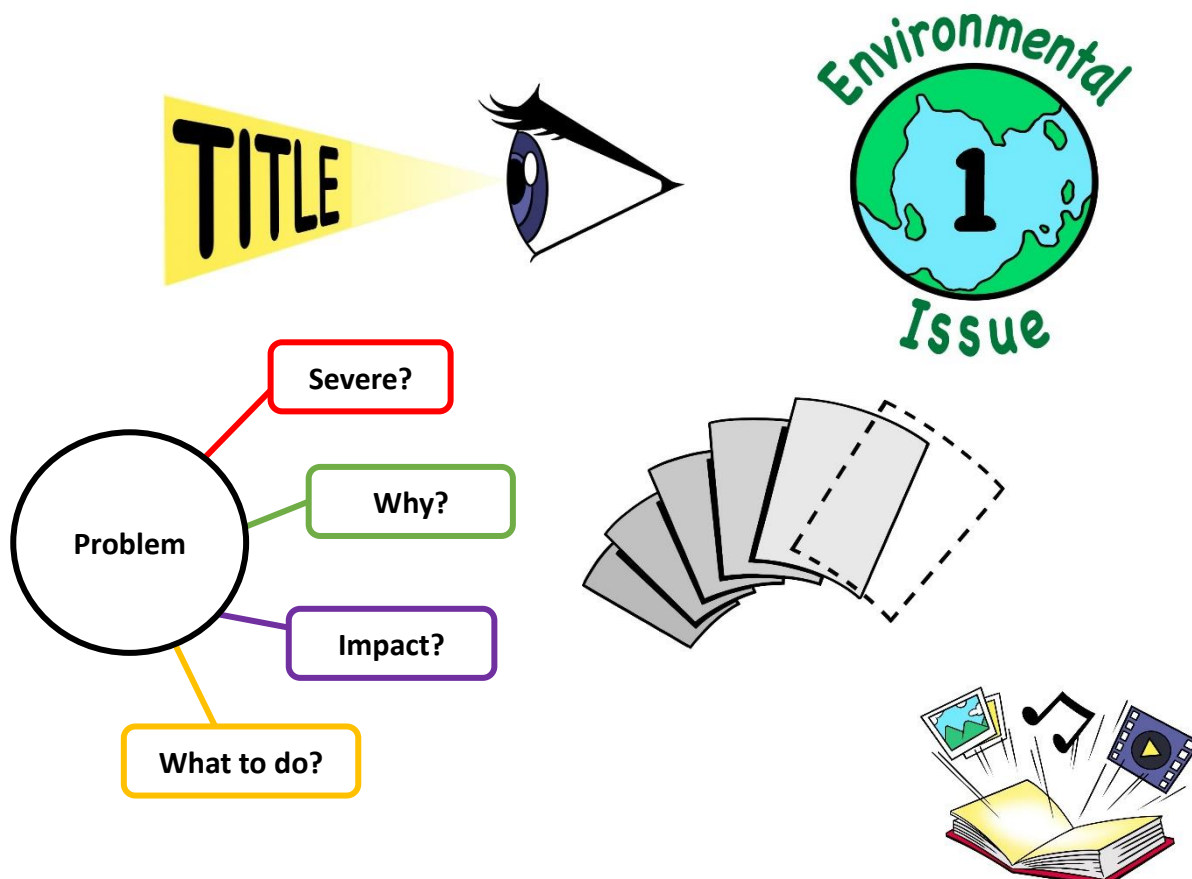 TITLE
Environmental
1
Issue
Severe?
Why?
Problem
Impact?
What to do?